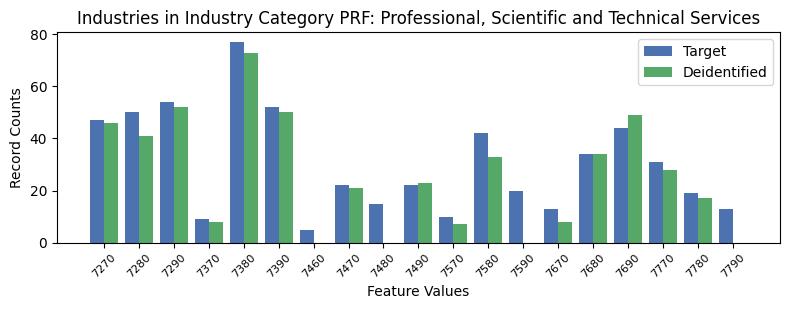 Industries in Industry Category PRF: Professional, Scientific and Technical Services
Target
Deidentified
Record Counts
80
60
40
20
0
7270 7280 7290 7370 7380 7390 7460 7470 7480 7490 7570 7580 7590 7670 7680 7690 7770 7780 7790
Feature Values